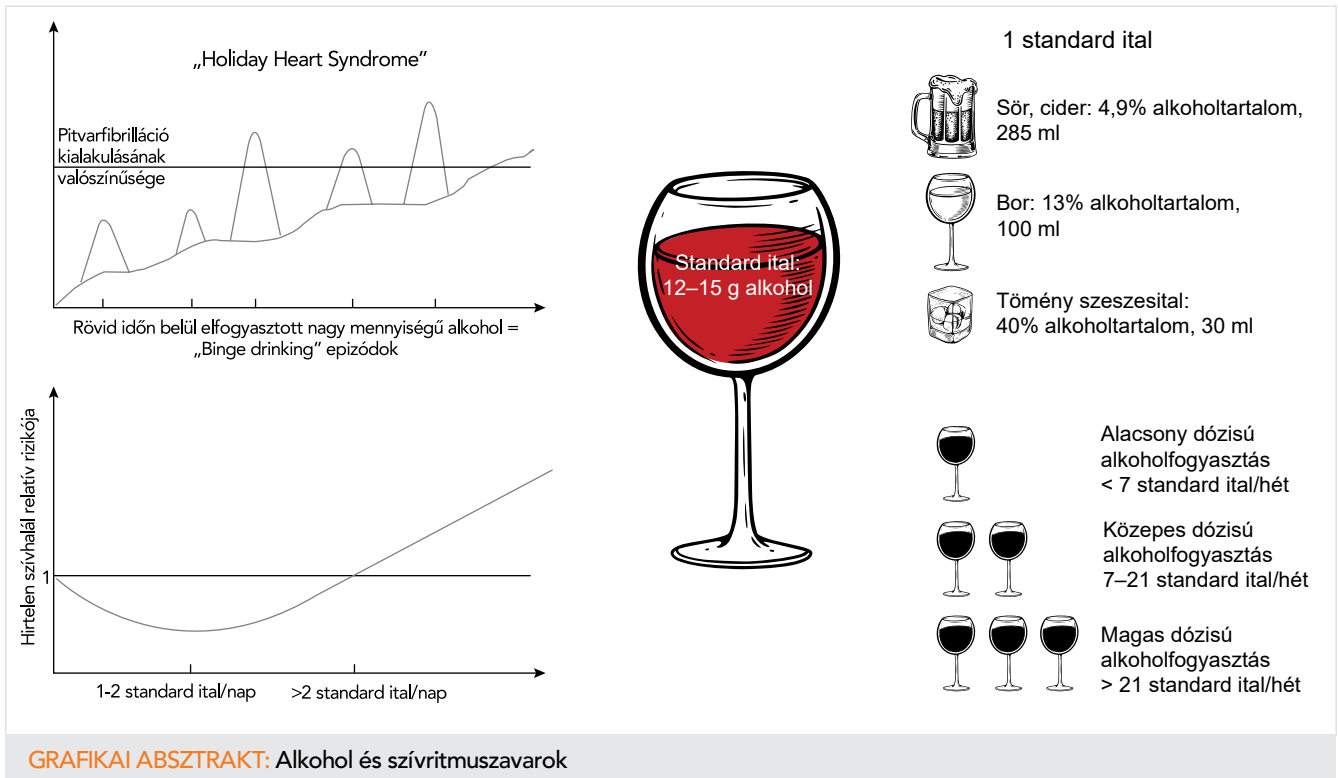 „Holiday Heart Syndrome”
Pitvarfibrilláció
kialakulásának
valószínűsége
Rövid időn belül elfogyasztott nagy mennyiségű alkohol =
„Binge drinking” epizódok
Hirtelen szívhalál relatív rizikója
1
1-2 standard ital/nap
>2 standard ital/nap
Standard ital:
12–15 g alkohol
1 standard ital
Sör, cider: 4,9% alkoholtartalom,
285 ml
Bor: 13% alkoholtartalom,
100 ml
Tömény szeszesital:
40% alkoholtartalom, 30 ml
Alacsony dózisú
alkoholfogyasztás
< 7 standard ital/hét
Közepes dózisú
alkoholfogyasztás
7–21 standard ital/hét
Magas dózisú
alkoholfogyasztás
> 21 standard ital/hét
GRAFIKAI ABSZTRAKT: Alkohol és szívritmuszavarok